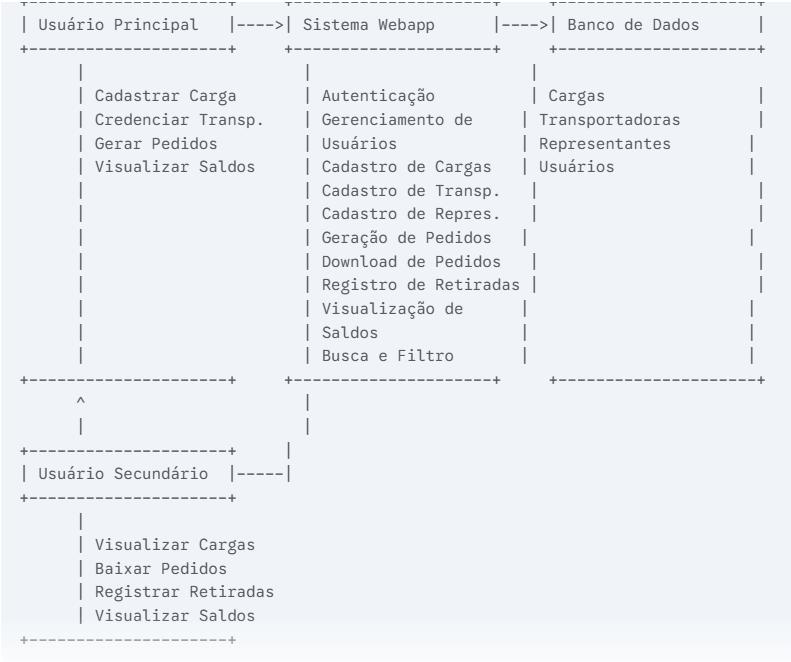 +---------------------+     +---------------------+     +---------------------+
| Usuário Principal   |---->| Sistema Webapp      |---->| Banco de Dados      |
+---------------------+     +---------------------+     +---------------------+
      |                       |                       |
      | Cadastrar Carga       | Autenticação          | Cargas                |
      | Credenciar Transp.    | Gerenciamento de     | Transportadoras        |
      | Gerar Pedidos         | Usuários             | Representantes        |
      | Visualizar Saldos     | Cadastro de Cargas   | Usuários              |
      |                       | Cadastro de Transp.   |                       |
      |                       | Cadastro de Repres.   |                       |
      |                       | Geração de Pedidos   |                       |
      |                       | Download de Pedidos   |                       |
      |                       | Registro de Retiradas |                       |
      |                       | Visualização de      |                       |
      |                       | Saldos               |                       |
      |                       | Busca e Filtro       |                       |
+---------------------+     +---------------------+     +---------------------+
      ^                       |
      |                       |
+---------------------+     |
| Usuário Secundário  |-----|
+---------------------+
      |
      | Visualizar Cargas
      | Baixar Pedidos
      | Registrar Retiradas
      | Visualizar Saldos
+---------------------+